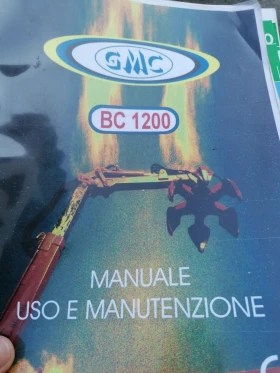 GMC
BC 1200
MANUALE
USO E MANUTENZIONE